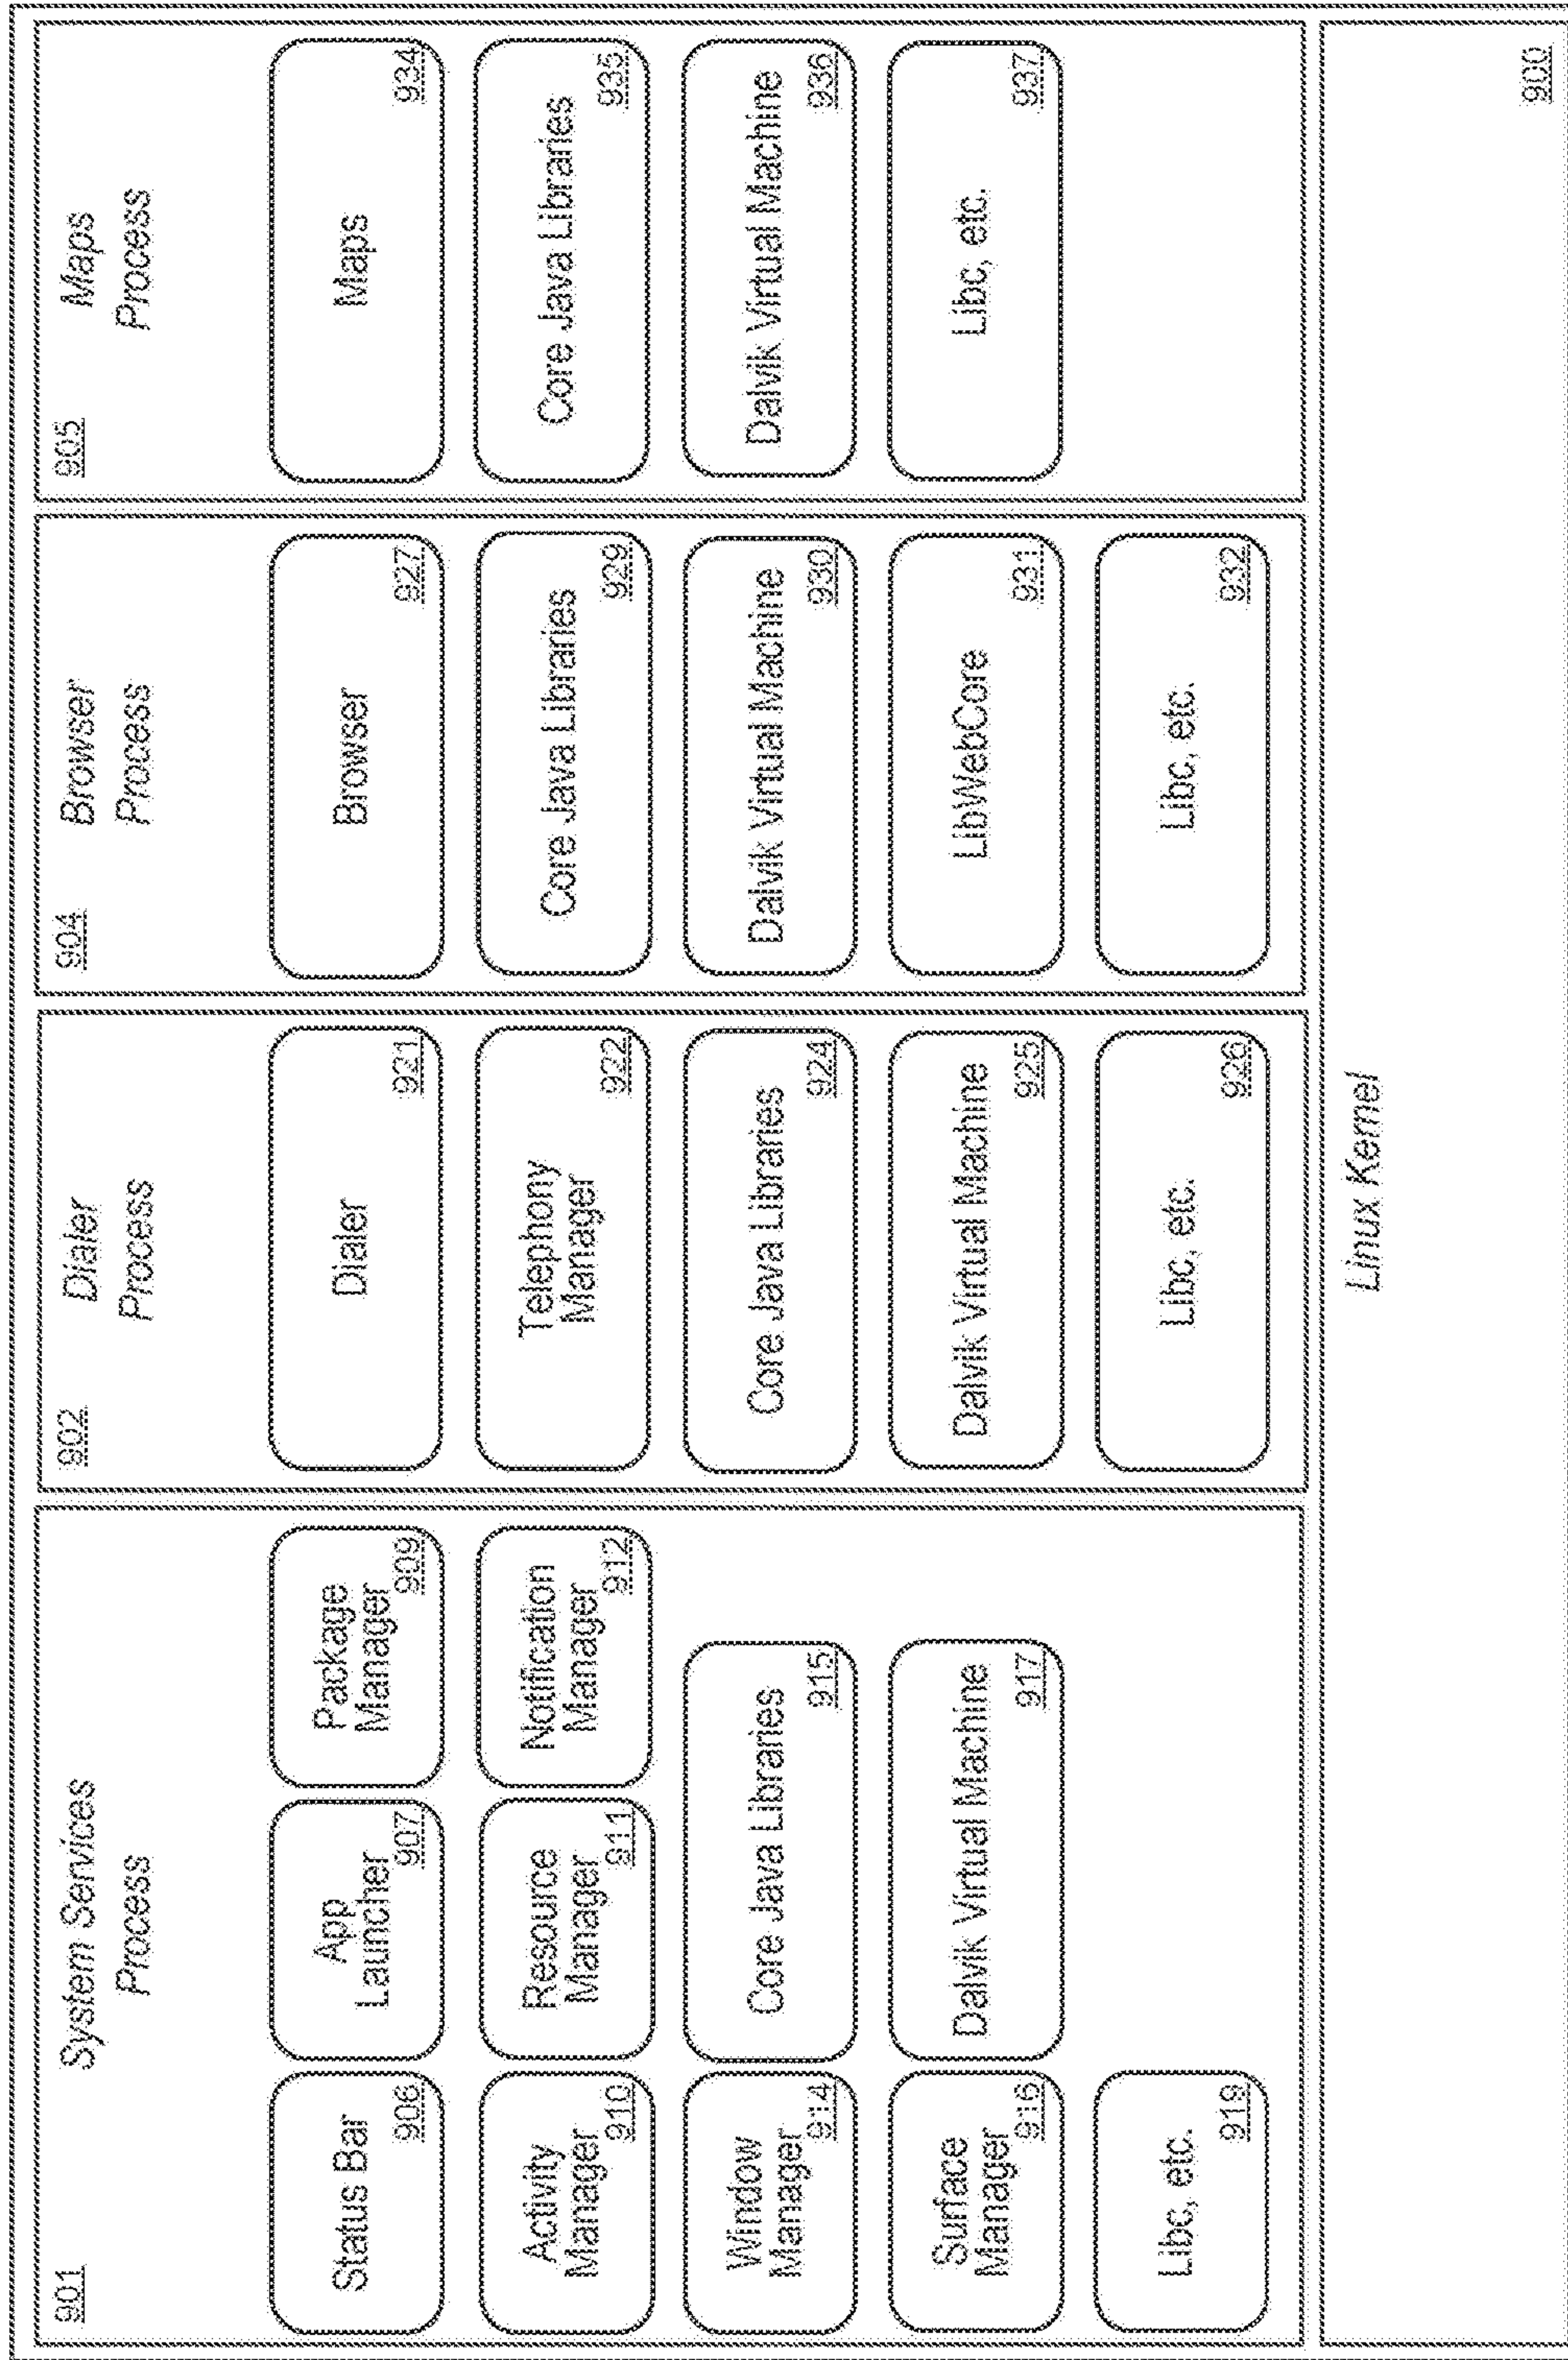 901
System Services
Process
Status Bar
906
App
Launcher
907
Package
Manager
909
Activity
Manager
910
Resource
Manager
911
Notification
Manager
912
Window
Manager
914
Core Java Libraries
915
Surface
Manager
916
Dalvik Virtual Machine
917
Libc, etc.
919
902
Dialer
Process
Dialer
921
Telephony
Manager
922
Core Java Libraries
924
Dalvik Virtual Machine
925
Libc, etc.
926
904
Browser
Process
Browser
927
Core Java Libraries
929
Dalvik Virtual Machine
930
LibWebCore
931
Libc, etc.
932
905
Maps
Process
Maps
934
Core Java Libraries
935
Dalvik Virtual Machine
936
Libc, etc.
937
Linux Kernel
900